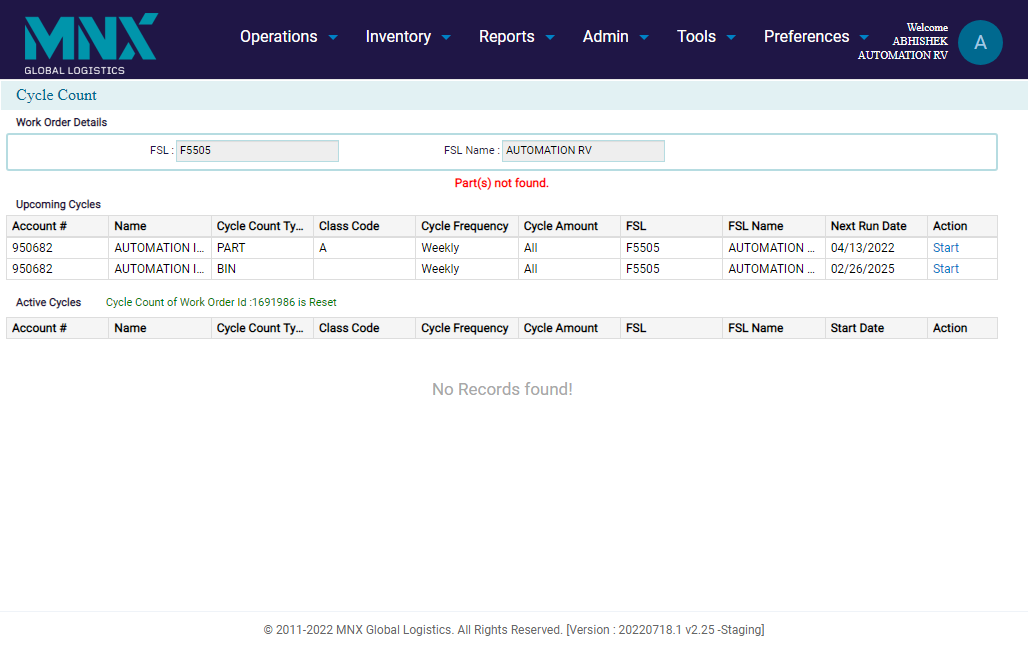 MNX
GLOBAL LOGISTICS
Operations Inventory Reports Admin Tools Preferences
Welcome
ABHISHEK
AUTOMATION RV
A
Cycle Count
Work Order Details
FSL : F5505 FSL Name : AUTOMATION RV
Part(s) not found.
Upcoming Cycles
Account # Name Cycle Count Ty... Class Code Cycle Frequency Cycle Amount FSL FSL Name Next Run Date Action
950682 AUTOMATION I... PART A Weekly All F5505 AUTOMATION ... 04/13/2022 Start
950682 AUTOMATION I... BIN Weekly All F5505 AUTOMATION ... 02/26/2025 Start
Active Cycles Cycle Count of Work Order Id :1691986 is Reset
Account # Name Cycle Count Ty... Class Code Cycle Frequency Cycle Amount FSL FSL Name Start Date Action
No Records found!
© 2011-2022 MNX Global Logistics. All Rights Reserved. [Version : 20220718.1 v2.25 -Staging]